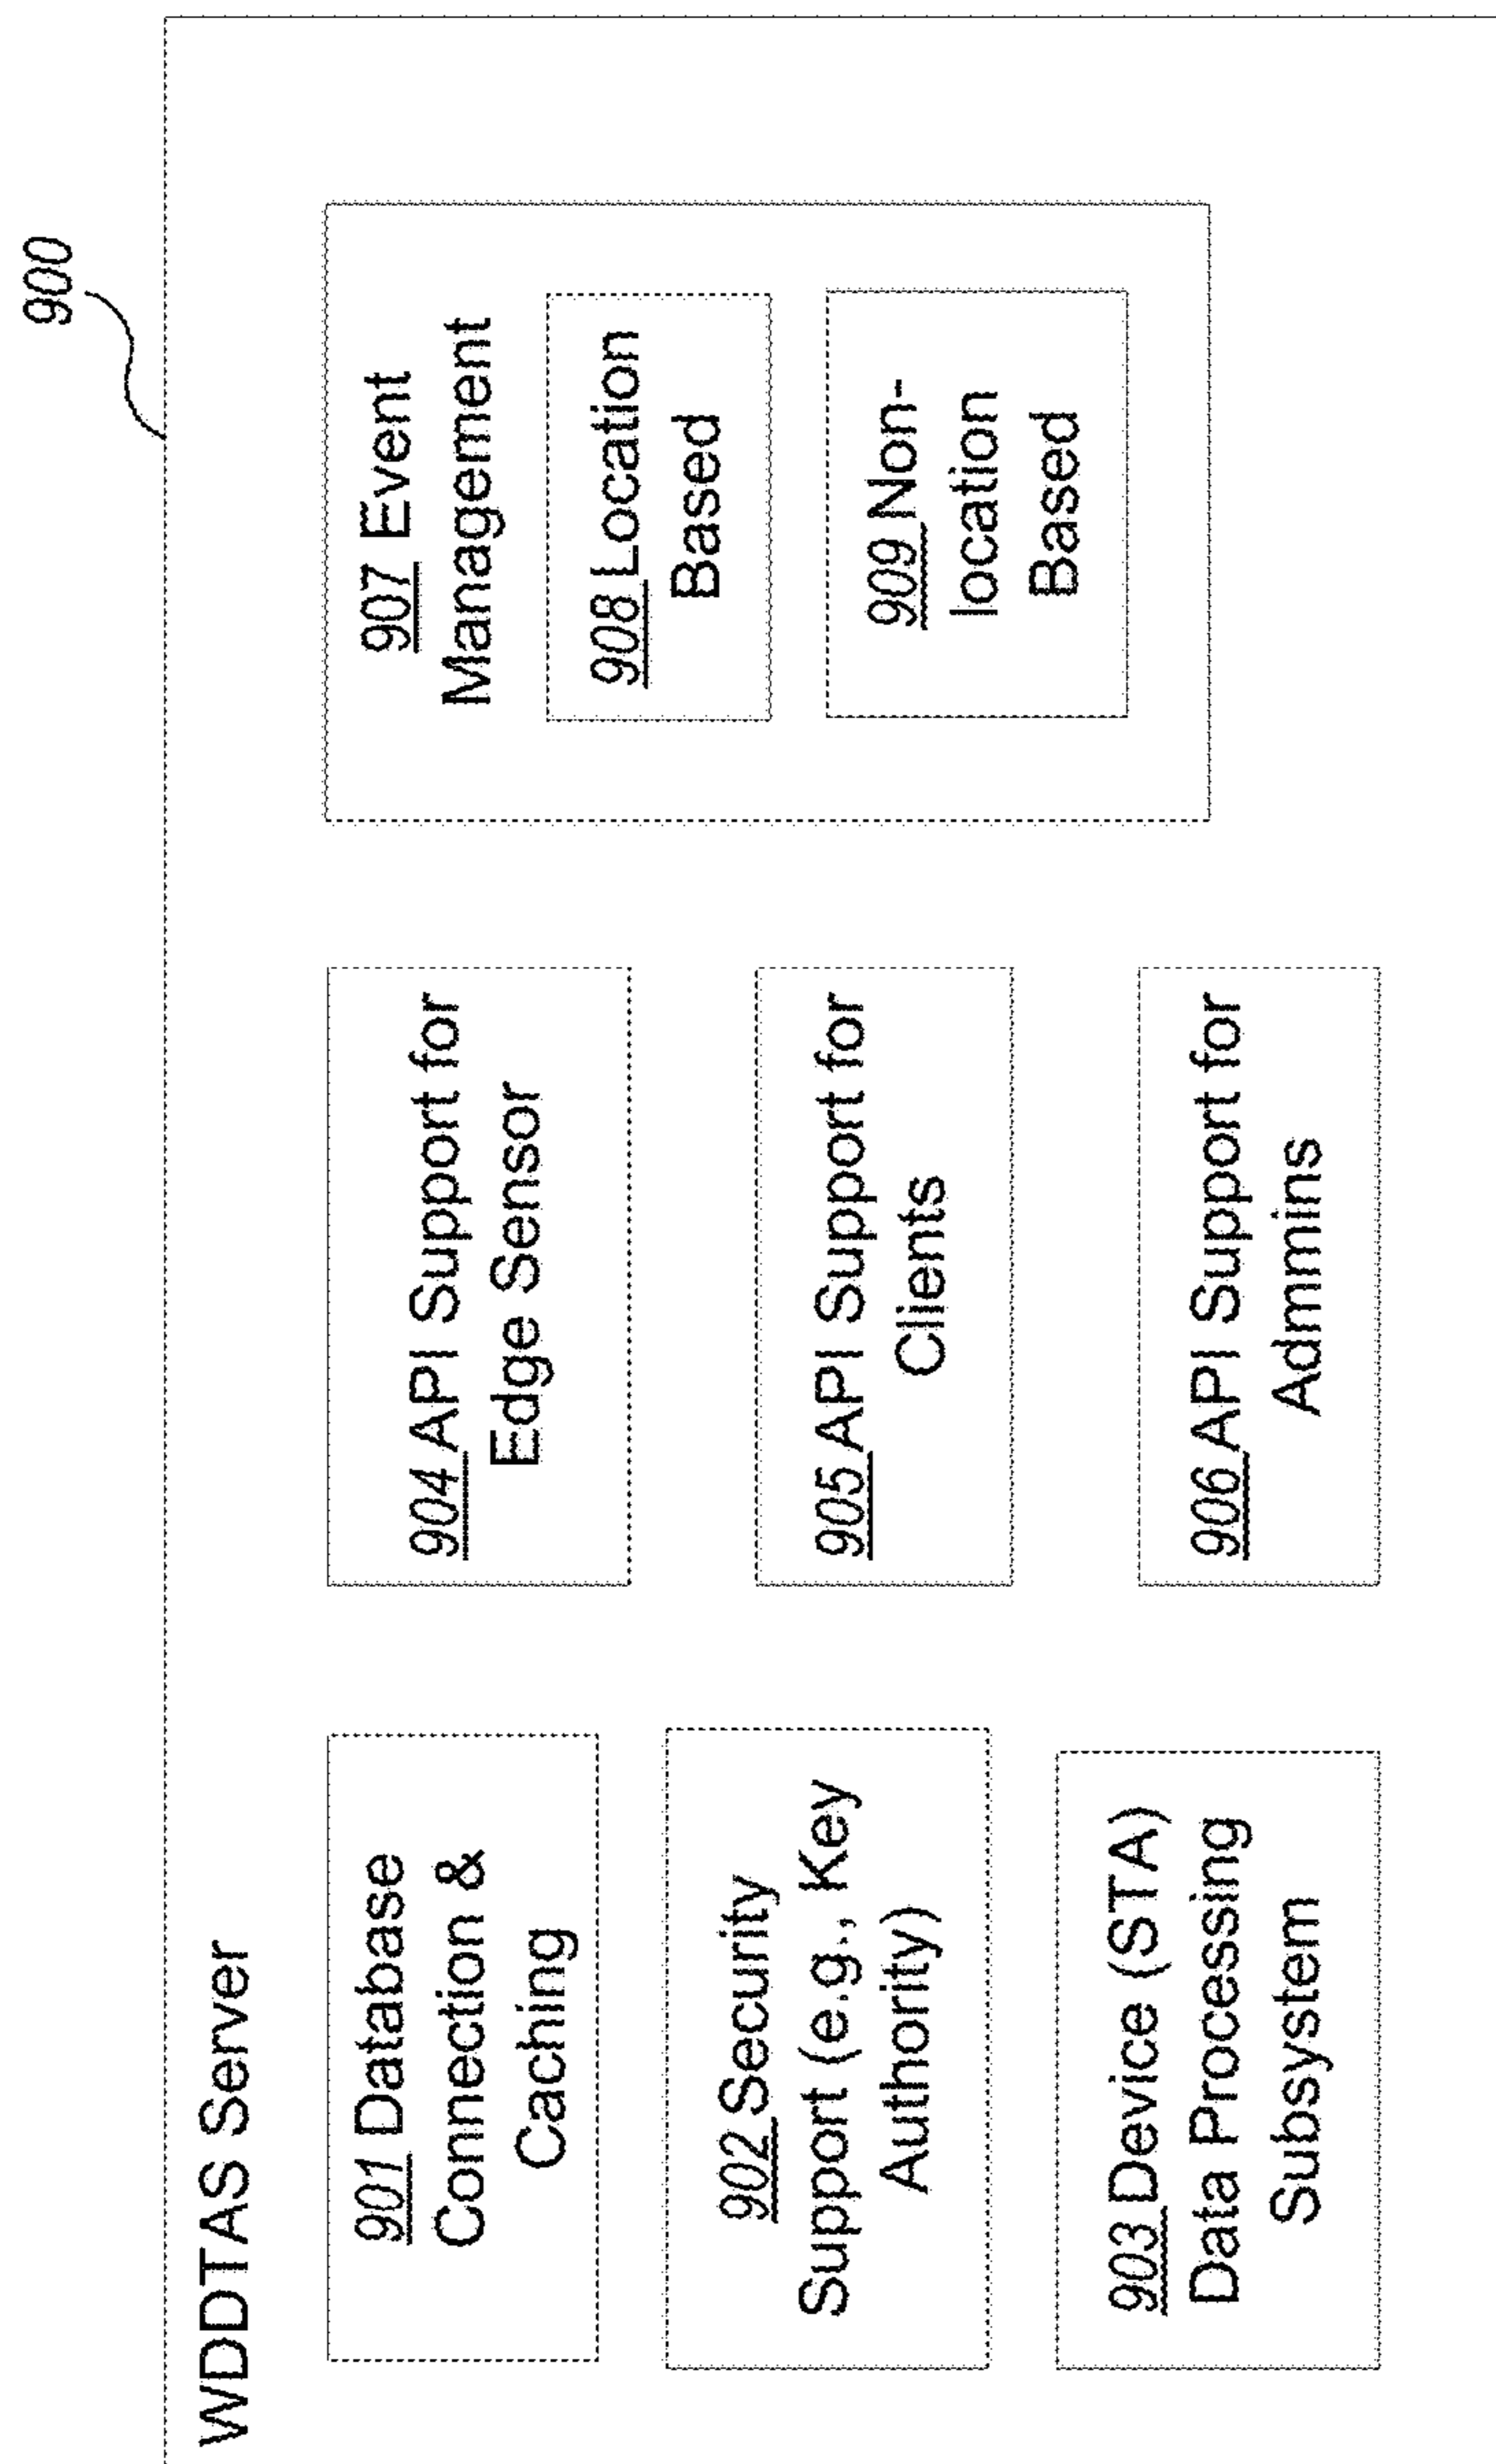 900
WDDTAS Server
901 Database
Connection &
Caching
902 Security
Support (e.g., Key
Authority)
903 Device (STA)
Data Processing
Subsystem
904 API Support for
Edge Sensor
905 API Support for
Clients
906 API Support for
Admins
907 Event
Management
908 Location
Based
909 Non-
location
Based